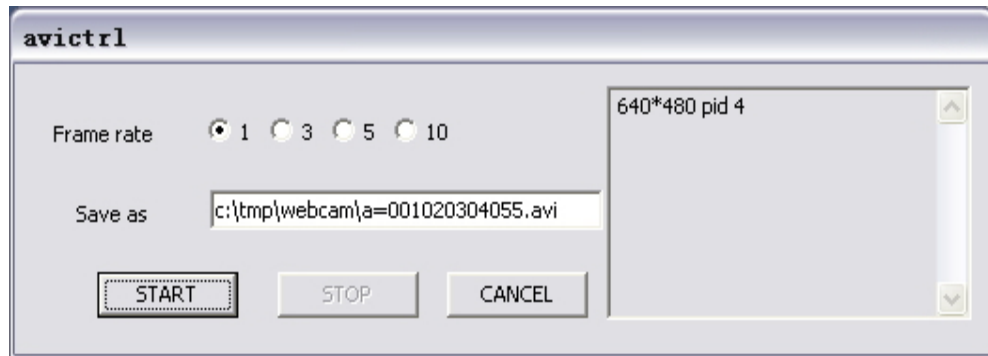 avictrl
Frame rate 1 3 5 10
Save as c:\tmp\webcam\a=001020304055.avi
START STOP CANCEL
640*480 pid 4